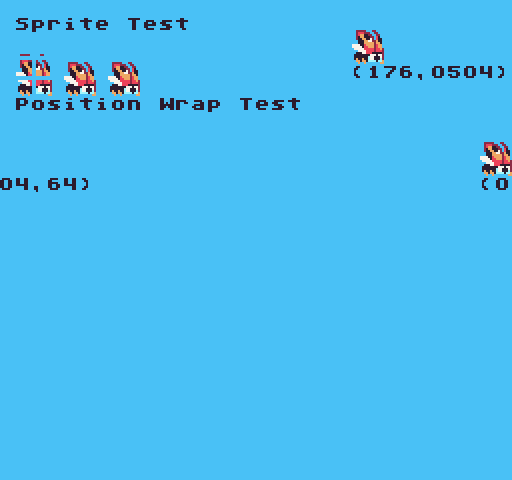 Sprite Test
(176,0504)
Position Wrap Test
04,64)
(0